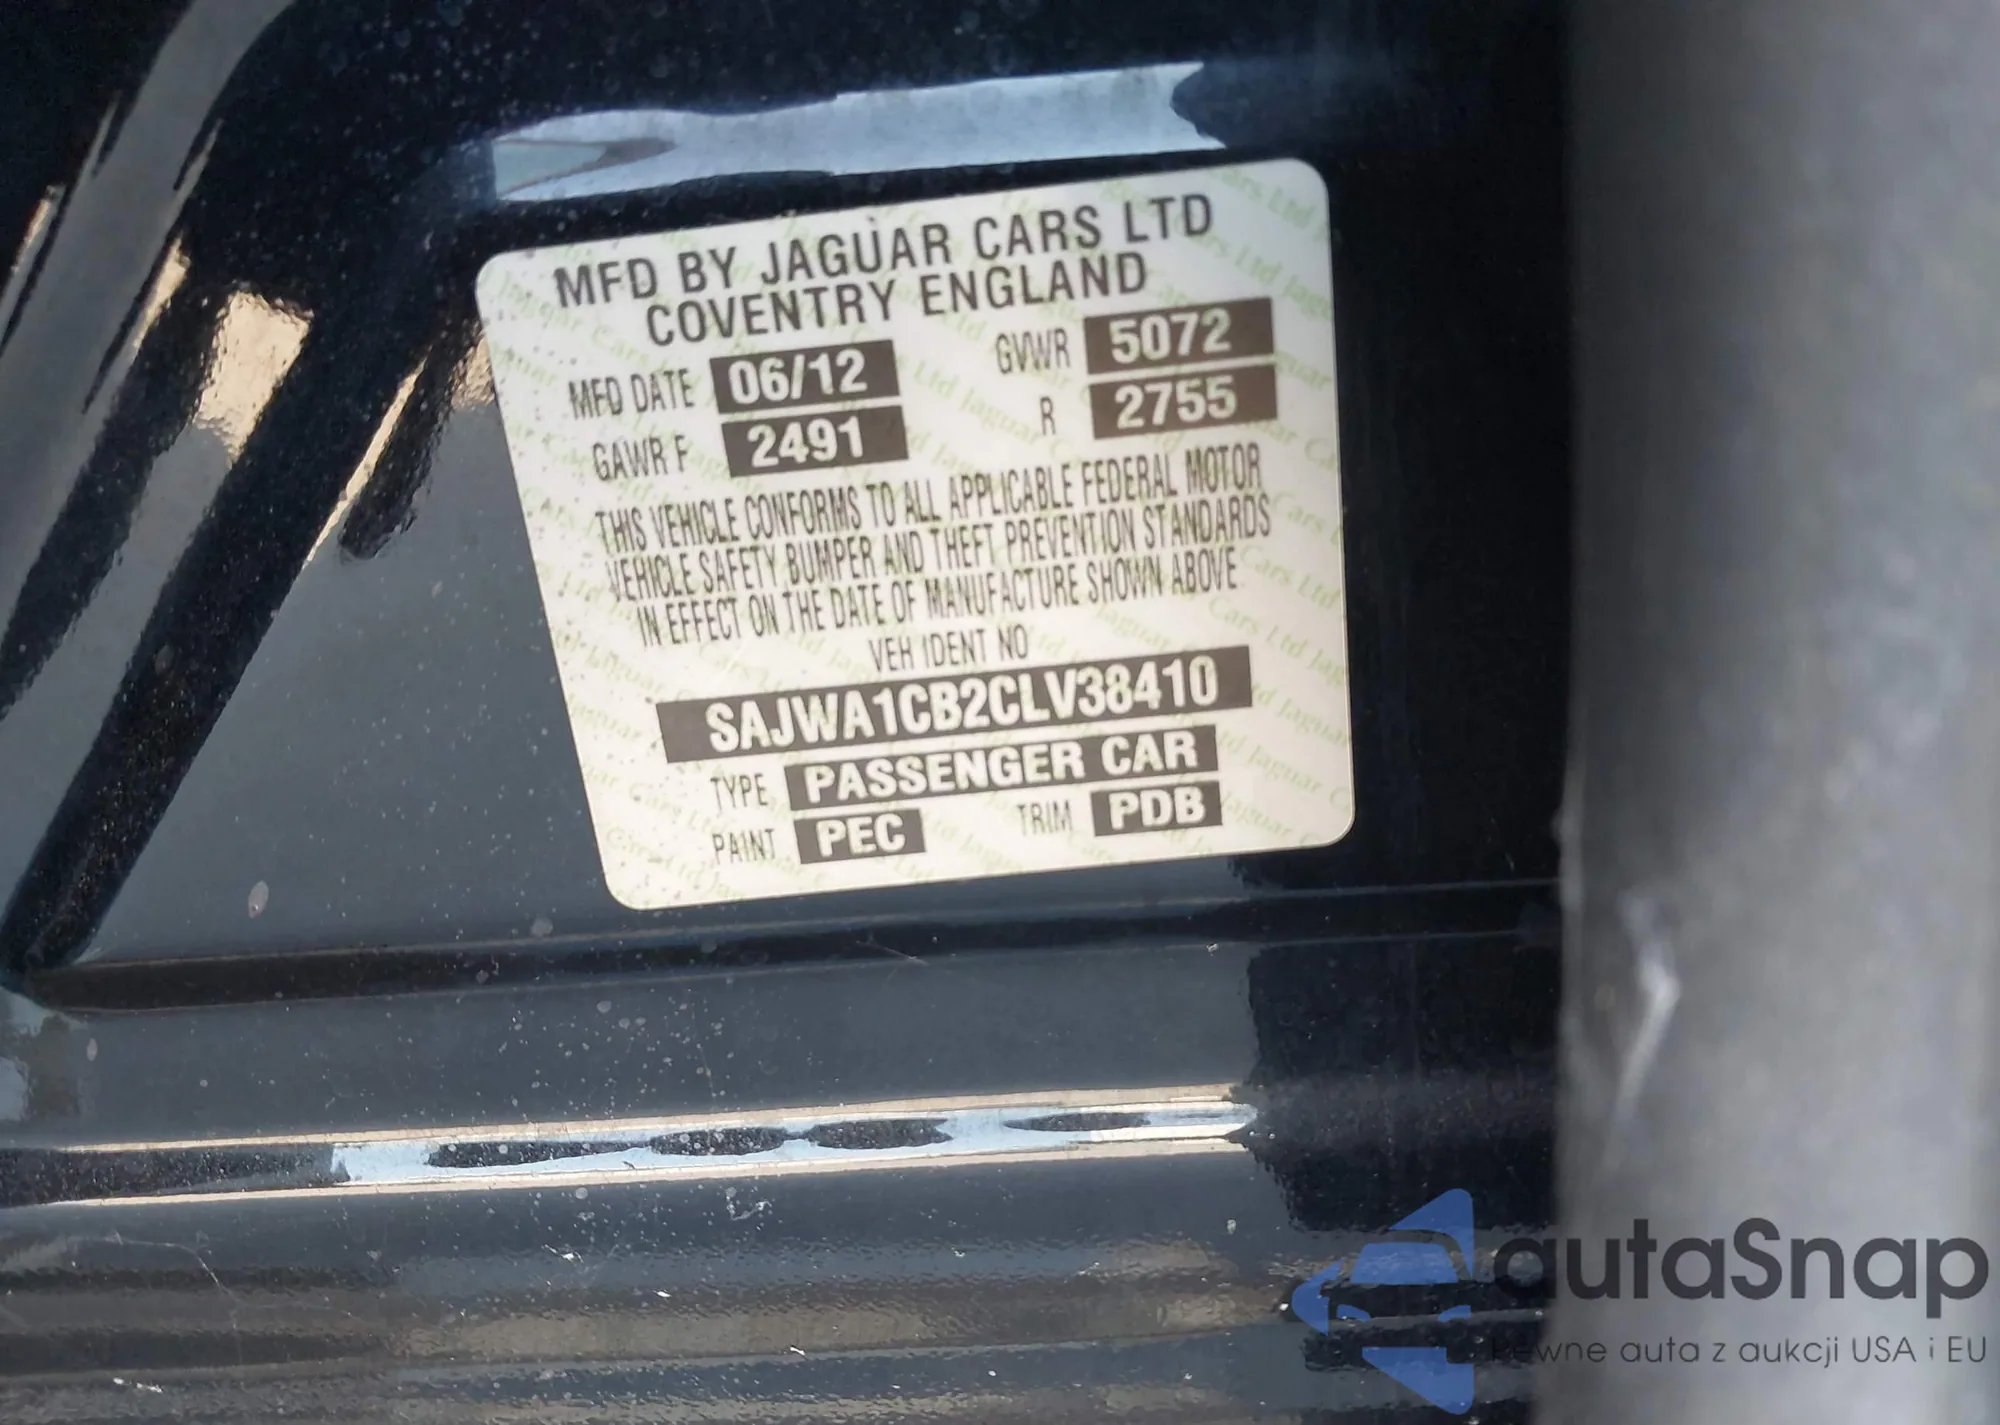 MFD BY JAGUAR CARS LTD
COVENTRY ENGLAND
MFD DATE 06/12 GVWR 5072
GAWR F 2491 R 2755
THIS VEHICLE CONFORMS TO ALL APPLICABLE FEDERAL MOTOR
VEHICLE SAFETY BUMPER AND THEFT PREVENTION STANDARDS
IN EFFECT ON THE DATE OF MANUFACTURE SHOWN ABOVE
VEH IDENT NO
SAJWA1CB2CLV38410
TYPE PASSENGER CAR
PAINT PEC TRIM PDB
autaSnap
Pewne auta z aukcji USA i EU